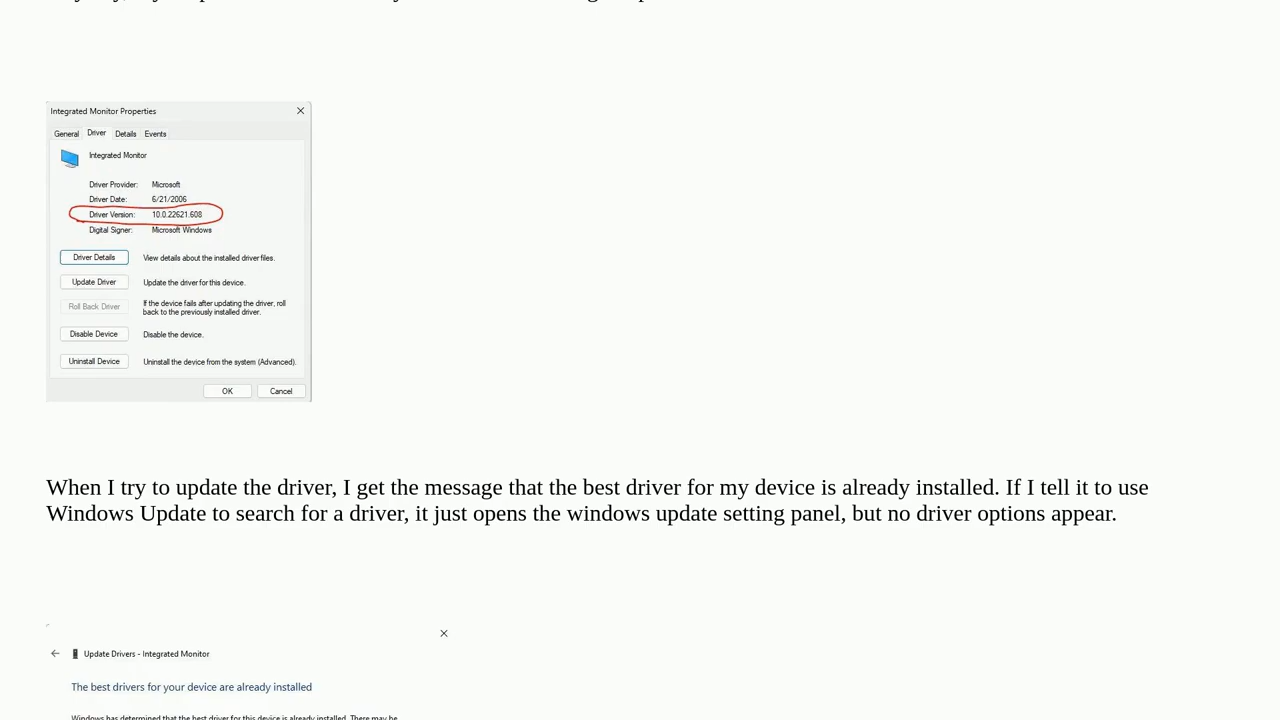 Integrated Monitor Properties
General Driver Details Events
Integrated Monitor
Driver Provider: Microsoft
Driver Date: 6/21/2006
Driver Version: 10.0.22621.608
Digital Signer: Microsoft Windows
Driver Details View details about the installed driver files.
Update Driver Update the driver for this device.
Roll Back Driver If the device fails after updating the driver, roll
back to the previously installed driver.
Disable Device Disable the device.
Uninstall Device Uninstall the device from the system (Advanced).
OK Cancel
When I try to update the driver, I get the message that the best driver for my device is already installed. If I tell it to use
Windows Update to search for a driver, it just opens the windows update setting panel, but no driver options appear.
Update Drivers - Integrated Monitor
The best drivers for your device are already installed
Windows has determined that the best driver for this device is already installed. There may be